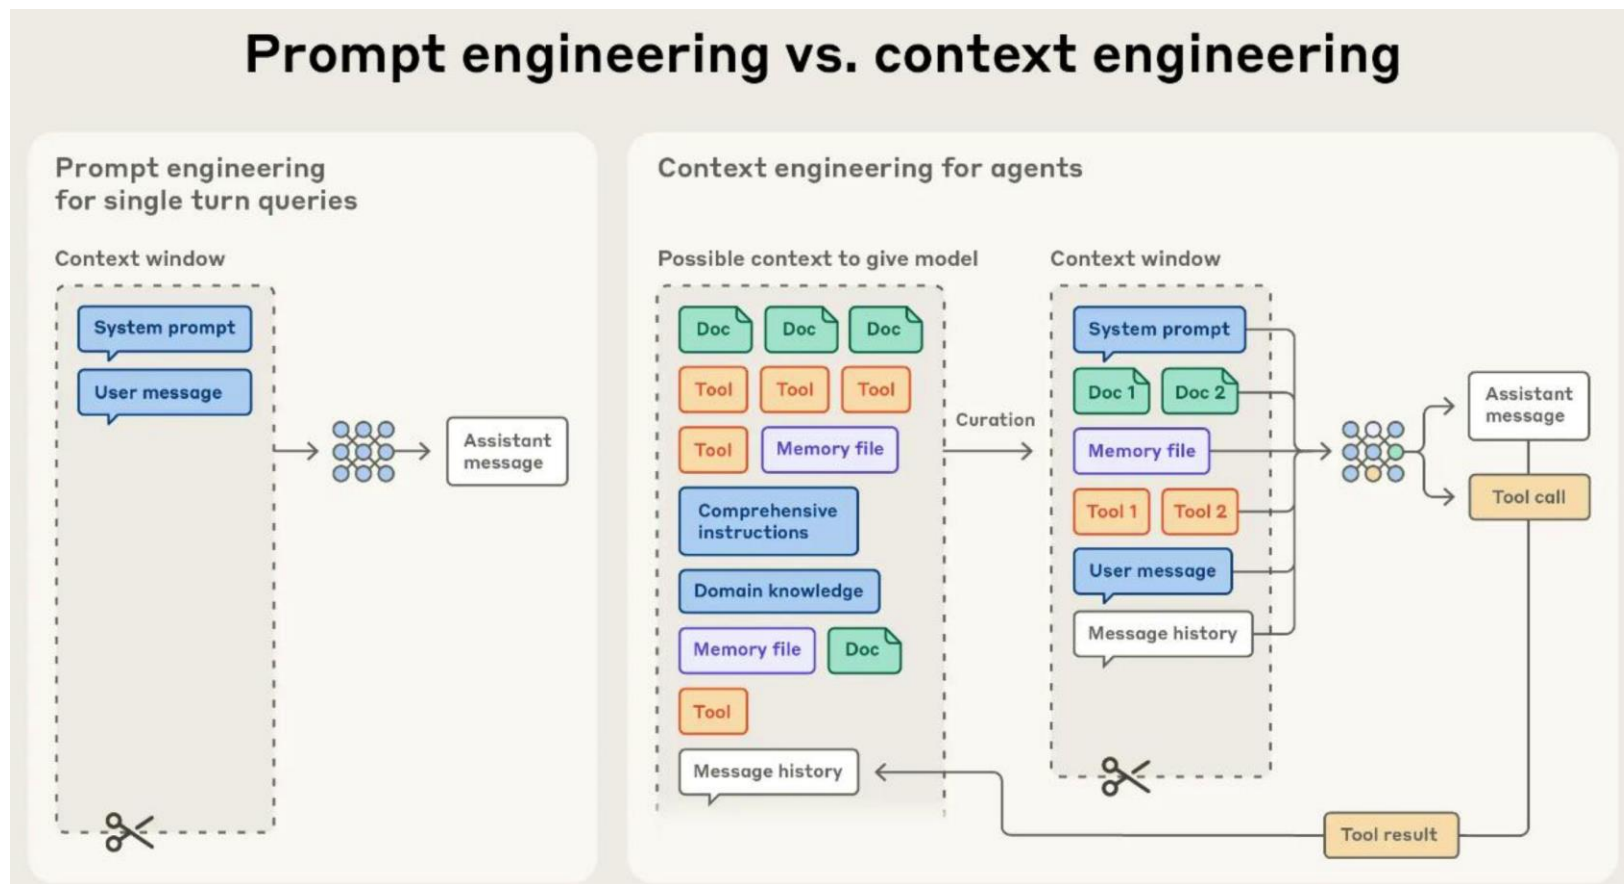 Prompt engineering vs. context engineering
Prompt engineering
for single turn queries
Context window
System prompt
User message
Assistant
message
Context engineering for agents
Possible context to give model
Doc
Doc
Doc
Tool
Tool
Tool
Tool
Memory file
Comprehensive
instructions
Domain knowledge
Memory file
Doc
Tool
Message history
Curation
Context window
System prompt
Doc 1
Doc 2
Memory file
Tool 1
Tool 2
User message
Message history
Assistant
message
Tool call
Tool result